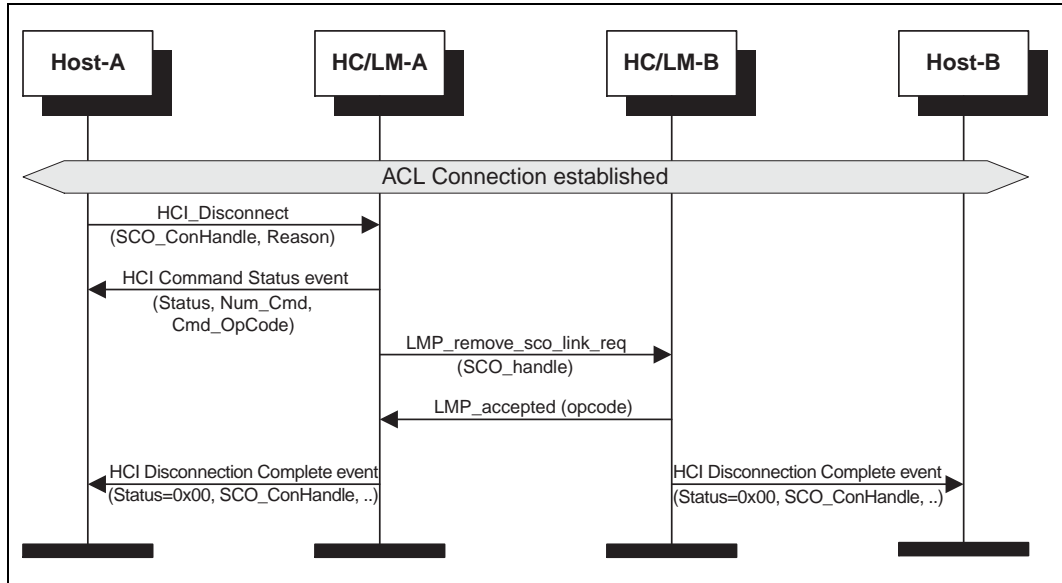 Host-A
HC/LM-A
HC/LM-B
Host-B
ACL Connection established
HCI_Disconnect
(SCO_ConHandle, Reason)
HCI Command Status event
(Status, Num_Cmd,
Cmd_OpCode)
LMP_remove_sco_link_req
(SCO_handle)
LMP_accepted (opcode)
HCI Disconnection Complete event
(Status=0x00, SCO_ConHandle, ..)
HCI Disconnection Complete event
(Status=0x00, SCO_ConHandle, ..)